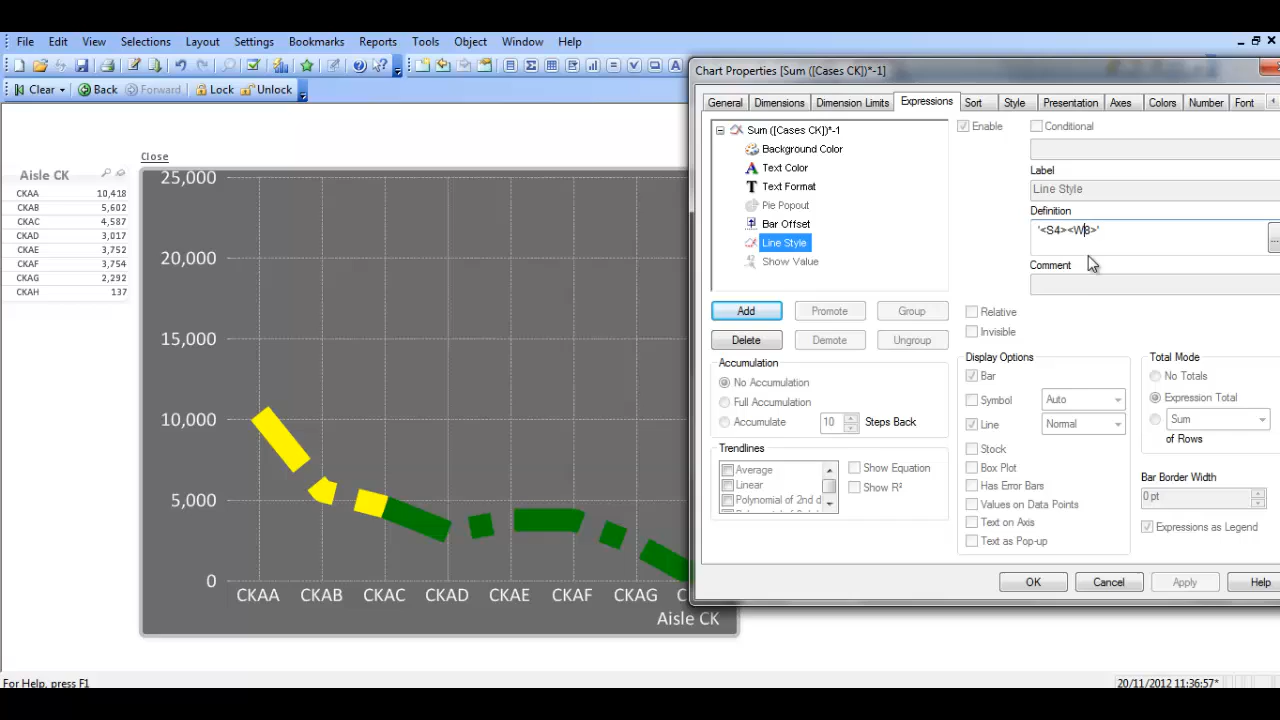 File Edit View Selections Layout Settings Bookmarks Reports Tools Object Window Help
Clear Back Forward Lock Unlock
Close
Aisle CK
CKAA 10,418
CKAB 5,602
CKAC 4,587
CKAD 3,017
CKAE 3,752
CKAF 3,754
CKAG 2,292
CKAH 137
25,000
20,000
15,000
10,000
5,000
0
CKAA CKAB CKAC CKAD CKAE CKAF CKAG
Aisle CK
Chart Properties [Sum ([Cases CK])*-1]
General Dimensions Dimension Limits Expressions Sort Style Presentation Axes Colors Number Font
Sum ([Cases CK])*-1
Background Color
Text Color
Text Format
Pie Popout
Bar Offset
Line Style
Show Value
Enable
Conditional
Label
Line Style
Definition
'<S4><W8>'
...
Comment
Add Promote Group
Delete Demote Ungroup
Accumulation
No Accumulation
Full Accumulation
Accumulate 10 Steps Back
Trendlines
Average
Linear
Polynomial of 2nd d
Show Equation
Show R²
Relative
Invisible
Display Options
Bar
Symbol Auto
Line Normal
Stock
Box Plot
Has Error Bars
Values on Data Points
Text on Axis
Text as Pop-up
Total Mode
No Totals
Expression Total
Sum
of Rows
Bar Border Width
0 pt
Expressions as Legend
OK Cancel Apply Help
For Help, press F1
20/11/2012 11:36:57*